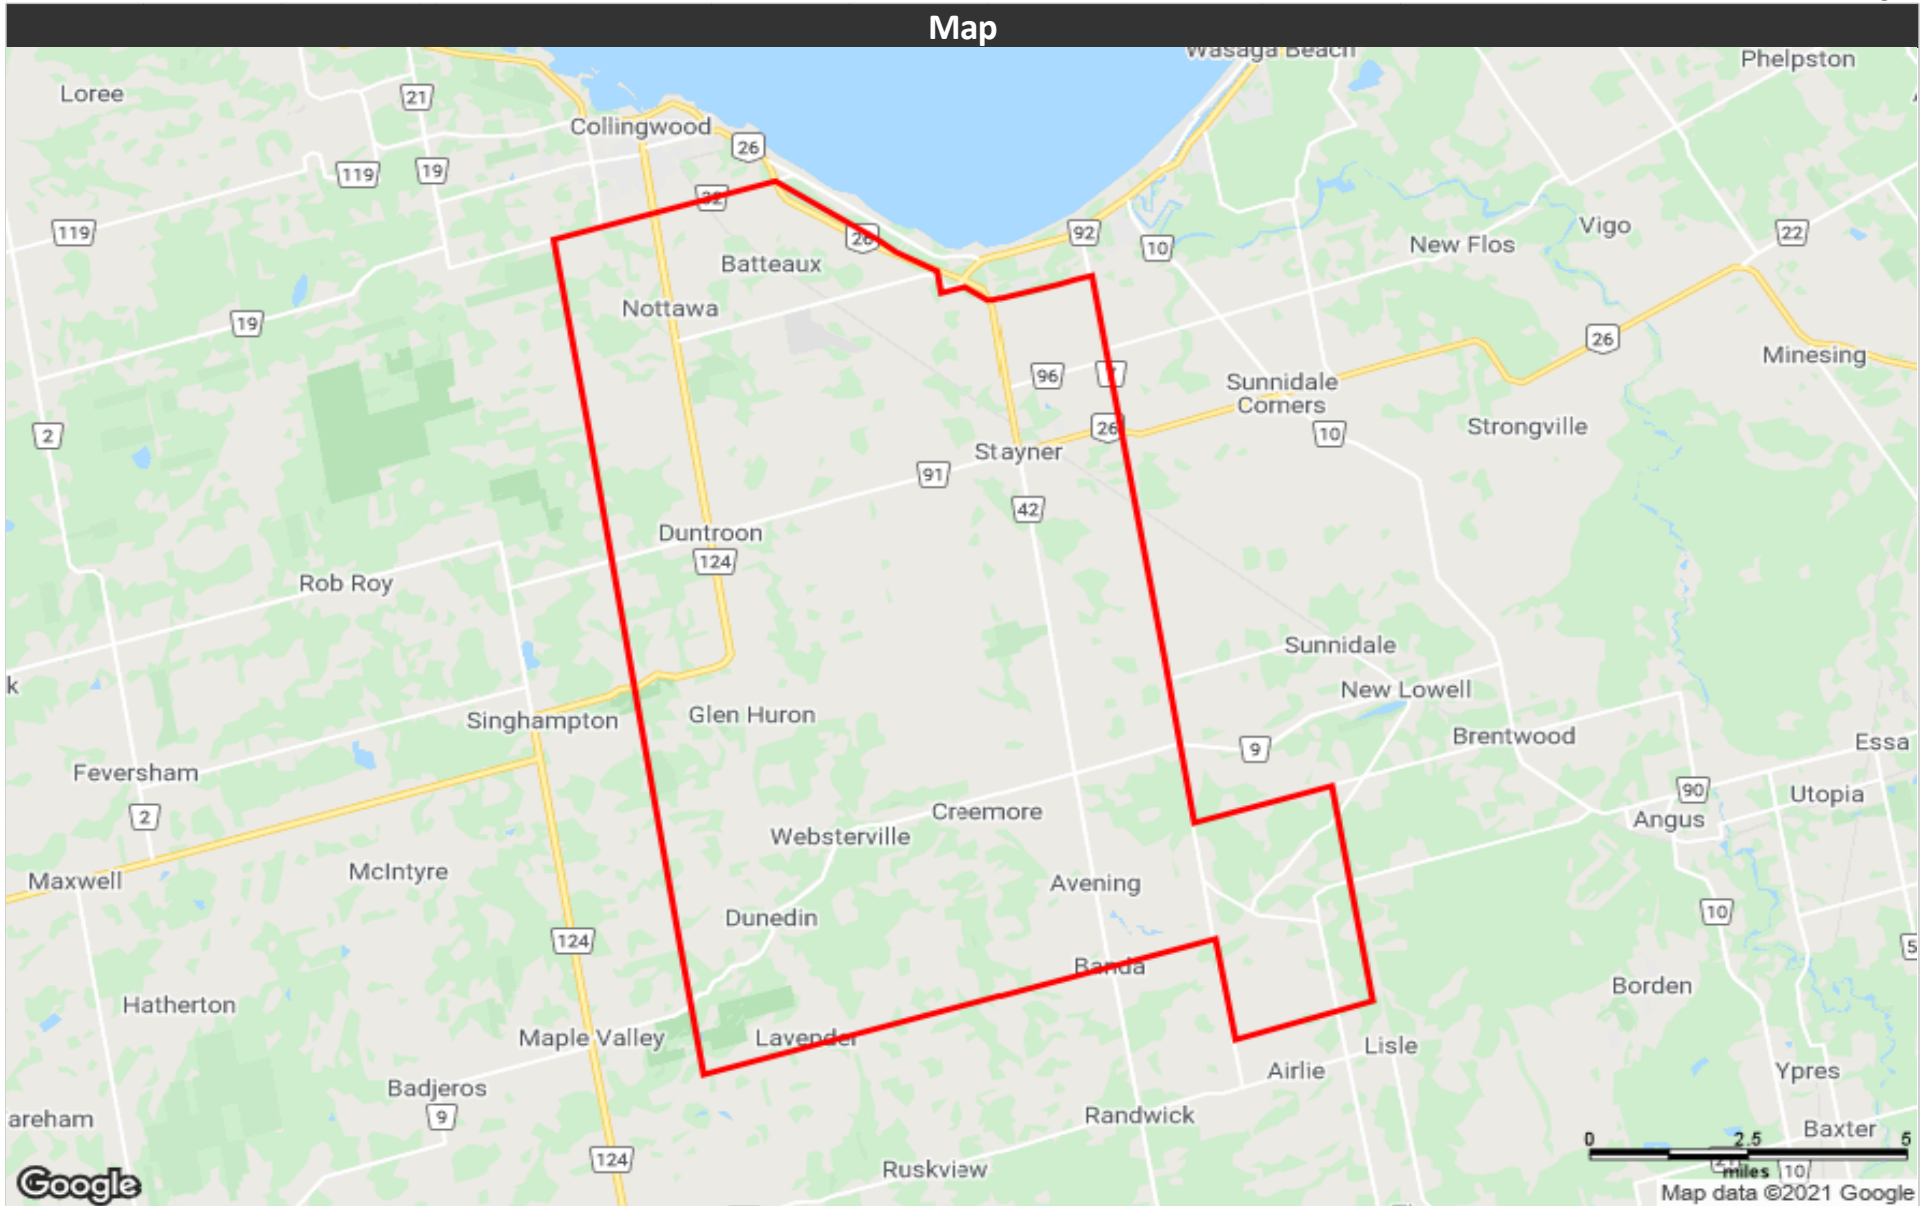 Map
Wasaga Beach
Phelpston
Loree
21
Collingwood
26
119
19
32
119
92
10
Vigo
22
New Flos
26
Batteaux
Nottawa
19
26
Minesing
96
7
Sunnidale
Corners
2
26
10
Strongville
Stayner
91
42
Duntroon
124
Rob Roy
Sunnidale
k
New Lowell
Singhampton
Glen Huron
9
Brentwood
Essa
Feversham
90
Utopia
2
Creemore
Angus
Websterville
McIntyre
Maxwell
Avening
Dunedin
10
124
5
Banda
Borden
Hatherton
Maple Valley
Lavender
Lisle
Airlie
Ypres
Badjeros
9
areham
Randwick
Baxter
0 2.5 5
miles
10
124
Ruskview
Google
Map data ©2021 Google